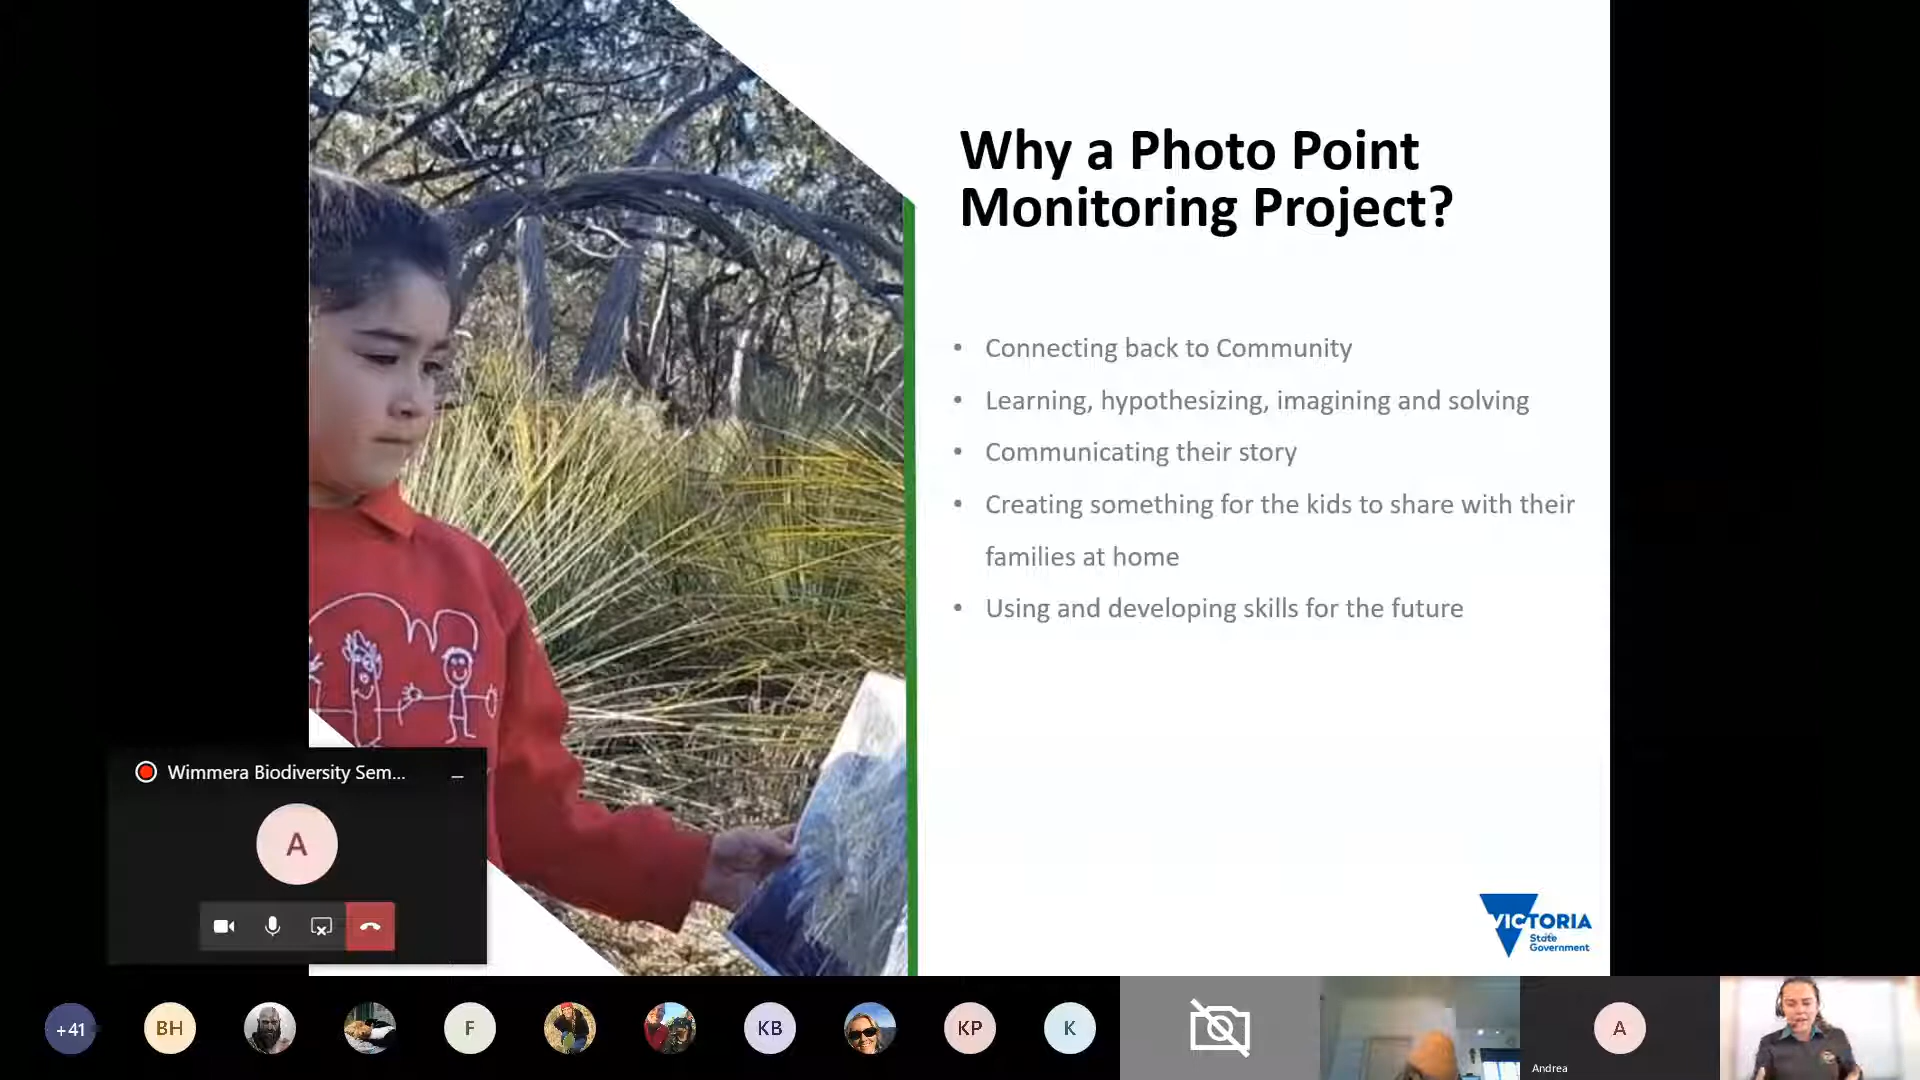 Why a Photo Point
Monitoring Project?
• Connecting back to Community
• Learning, hypothesizing, imagining and solving
• Communicating their story
• Creating something for the kids to share with their
families at home
• Using and developing skills for the future
Wimmera Biodiversity Sem...
A
VICTORIA
State
Government
+41
BH
F
KB
KP
K
A
Andrea